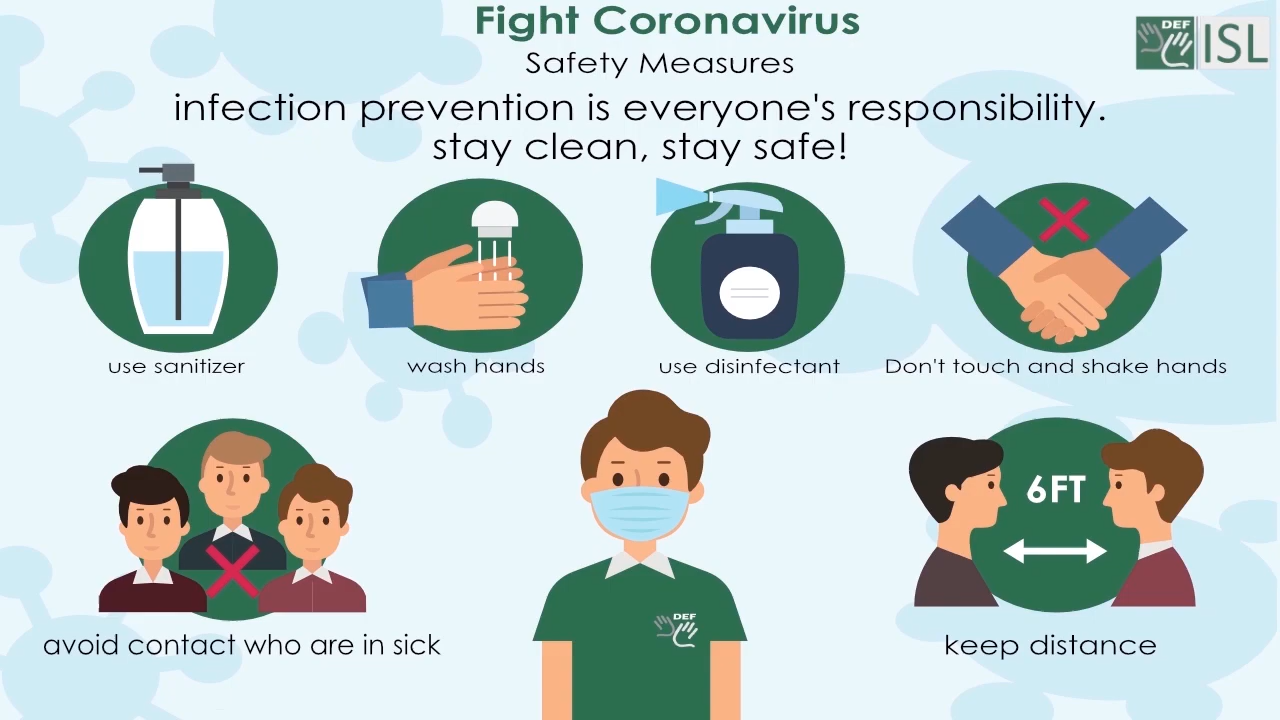 Fight Coronavirus
DEF
ISL
Safety Measures
infection prevention is everyone's responsibility.
stay clean, stay safe!
use sanitizer
wash hands
use disinfectant
Don't touch and shake hands
6FT
DEF
avoid contact who are in sick
keep distance